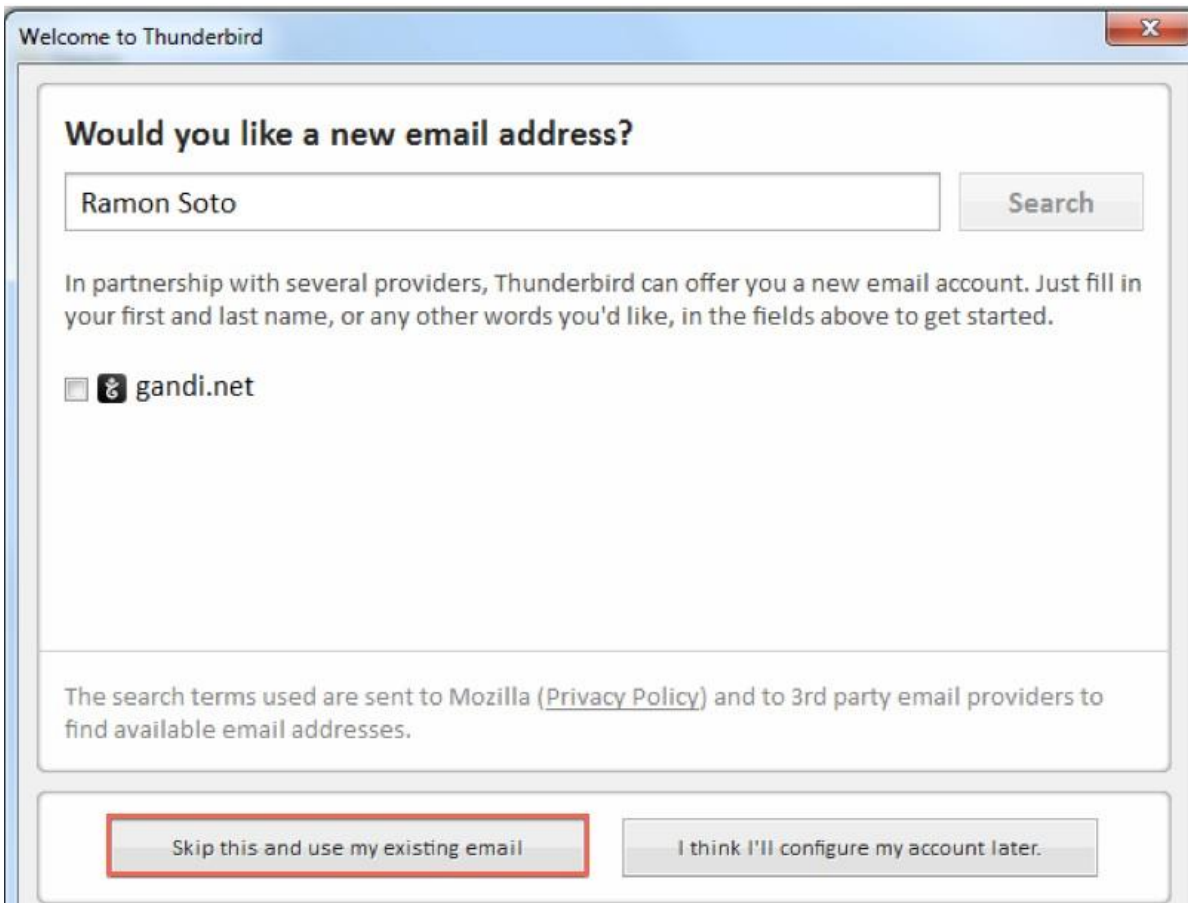 Welcome to Thunderbird
Would you like a new email address?
Ramon Soto
Search
In partnership with several providers, Thunderbird can offer you a new email account. Just fill in
your first and last name, or any other words you'd like, in the fields above to get started.
gandi.net
The search terms used are sent to Mozilla (Privacy Policy) and to 3rd party email providers to
find available email addresses.
Skip this and use my existing email
I think I'll configure my account later.